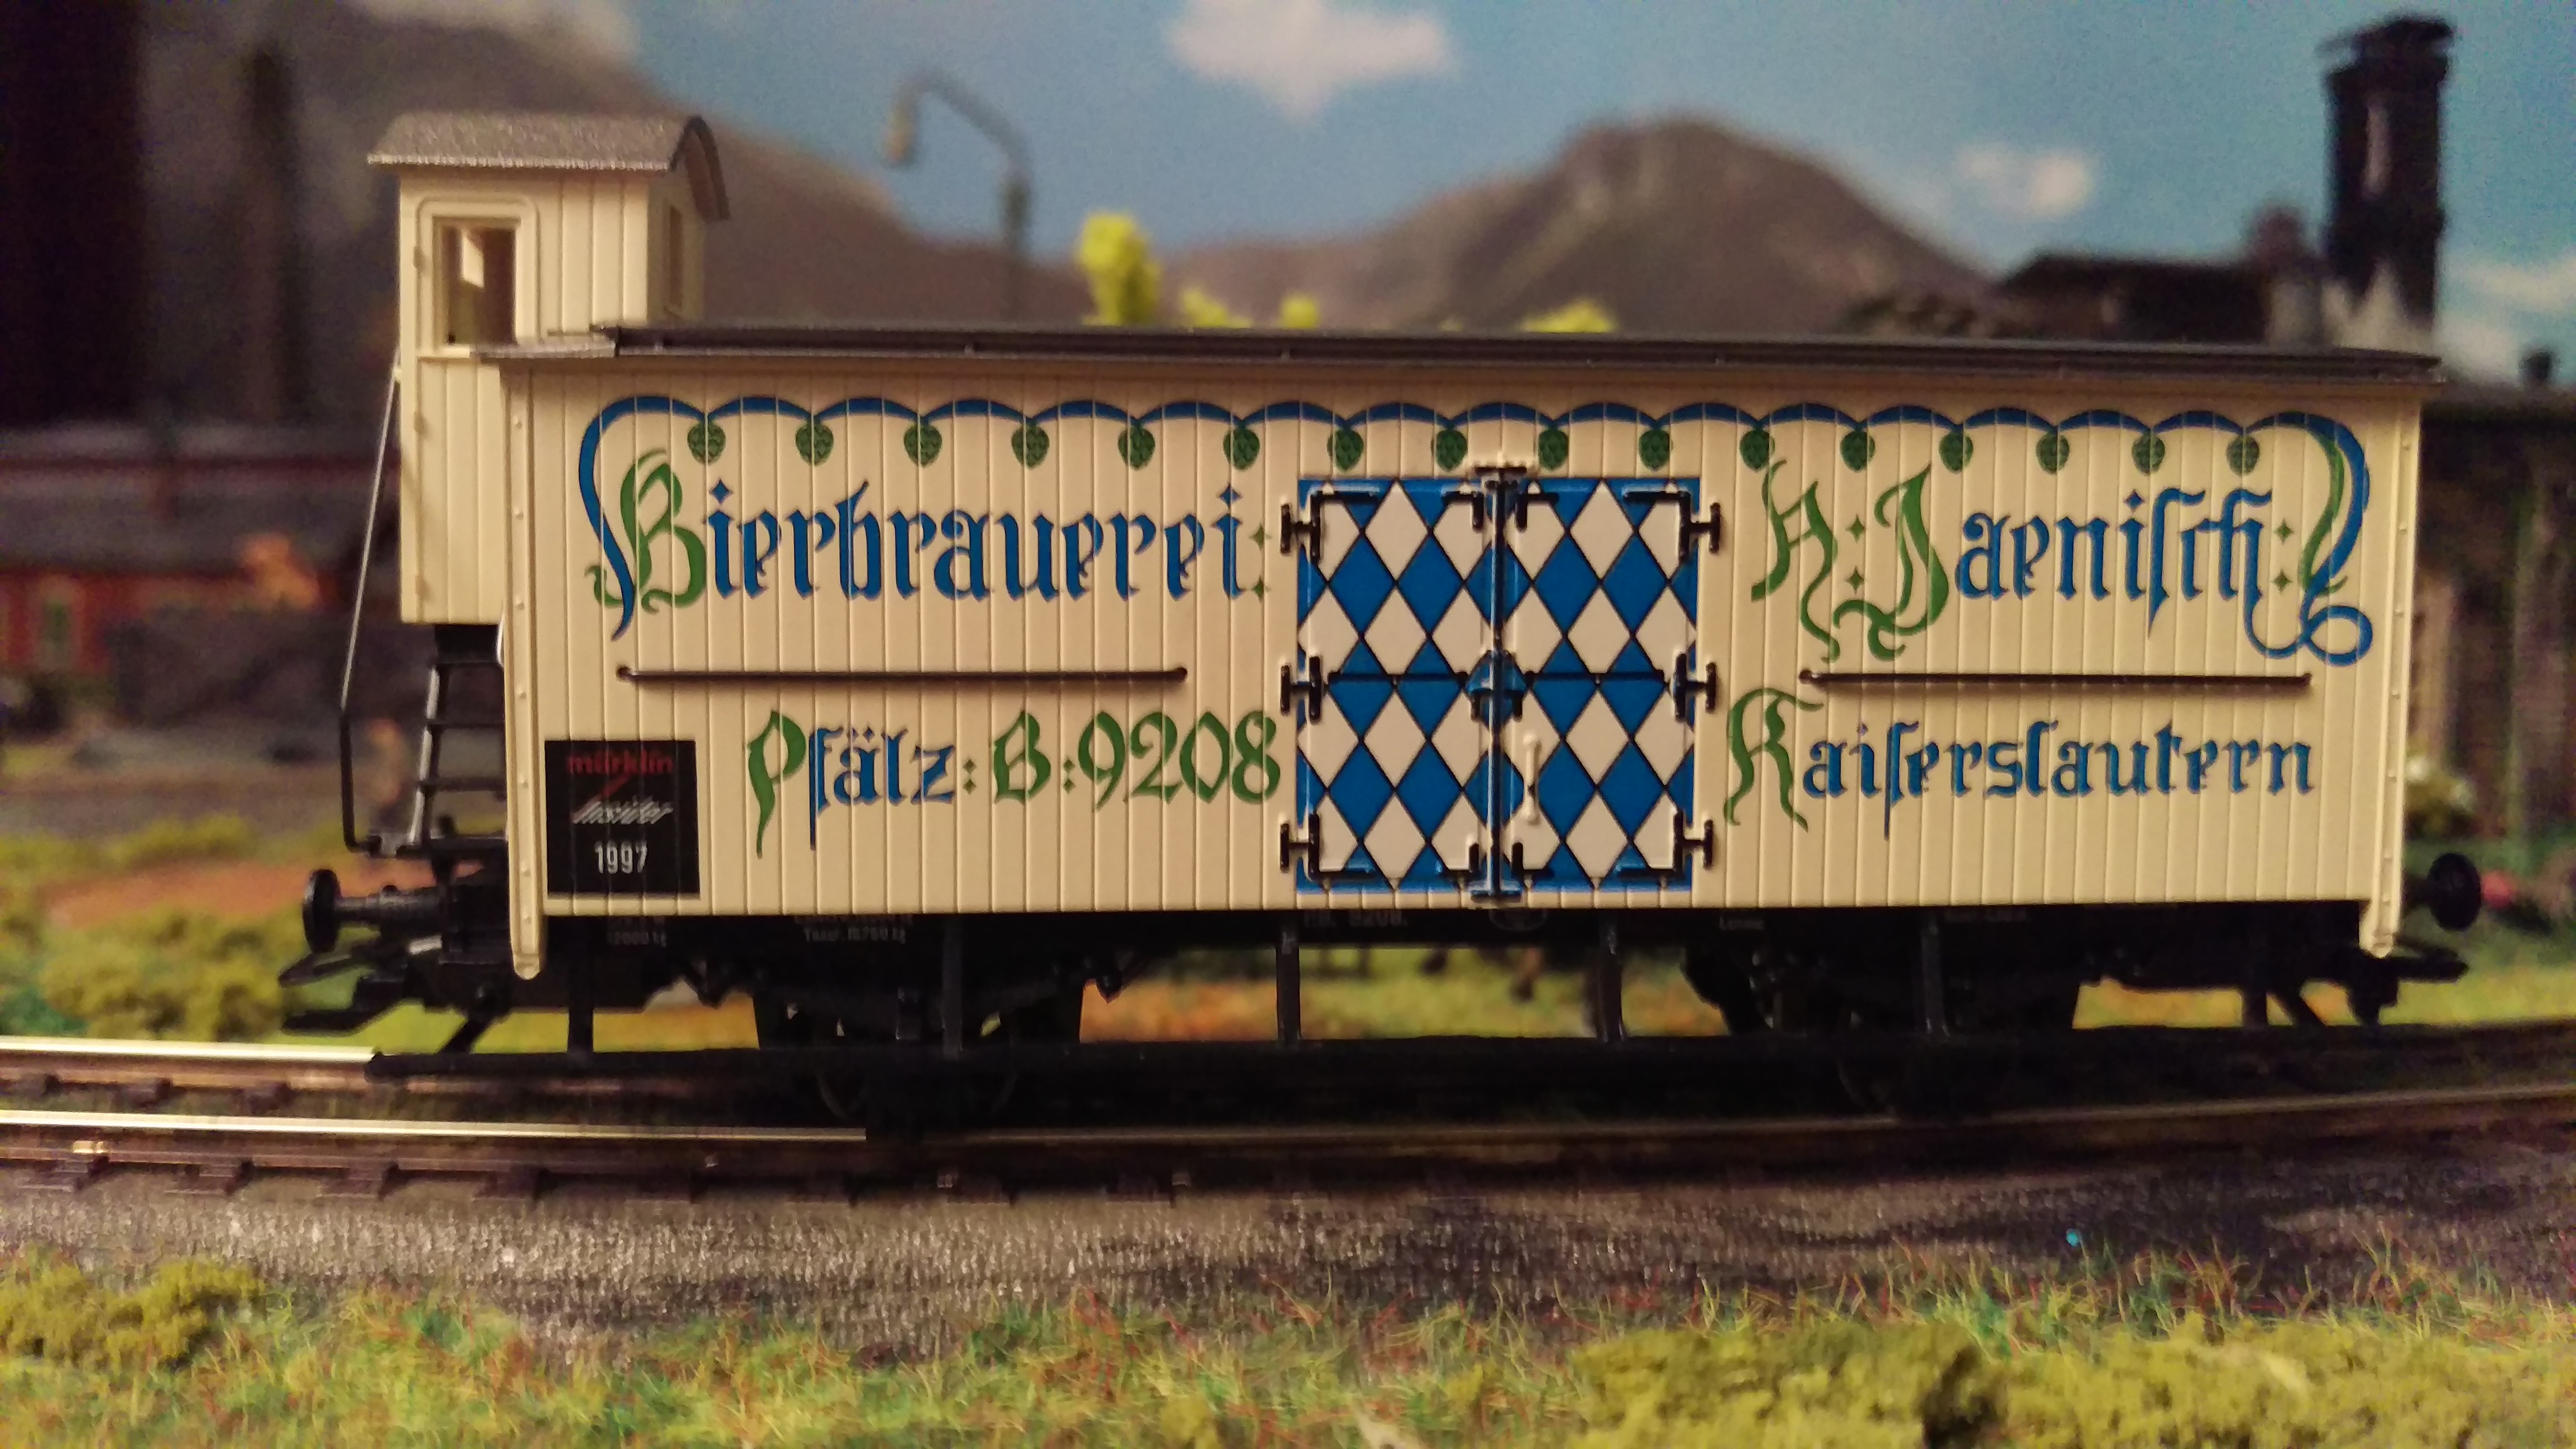 Bierbrauerei: H: Jaenisch:
Pfälz: B: 9208
Kaiserslautern
märklin
Insider
1997